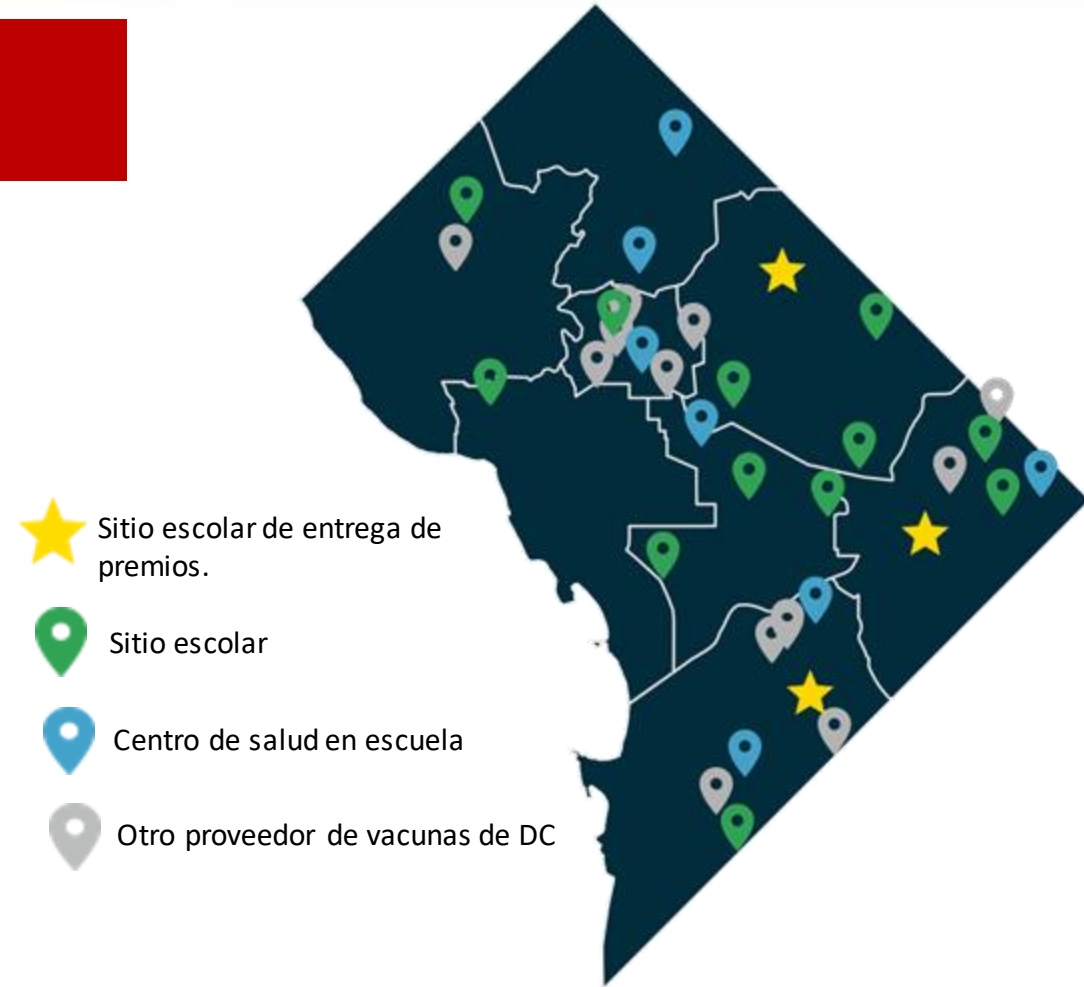 Sitio escolar de entrega de
premios.
Sitio escolar
Centro de salud en escuela
Otro proveedor de vacunas de DC